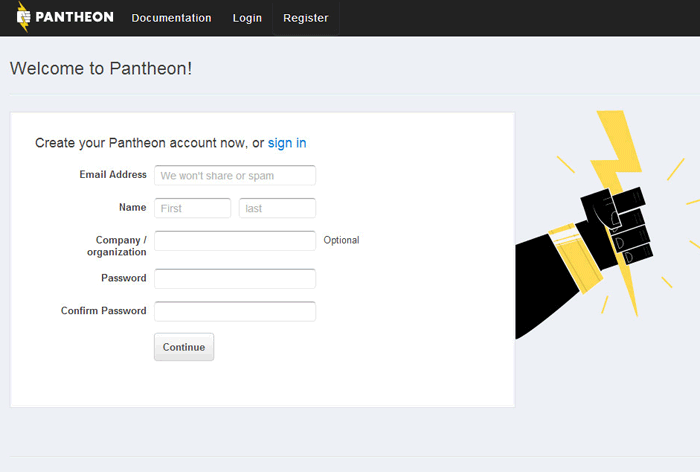 PANTHEON Documentation Login Register
Welcome to Pantheon!
Create your Pantheon account now, or sign in
Email Address We won't share or spam
Name First last
Company / organization Optional
Password
Confirm Password
Continue